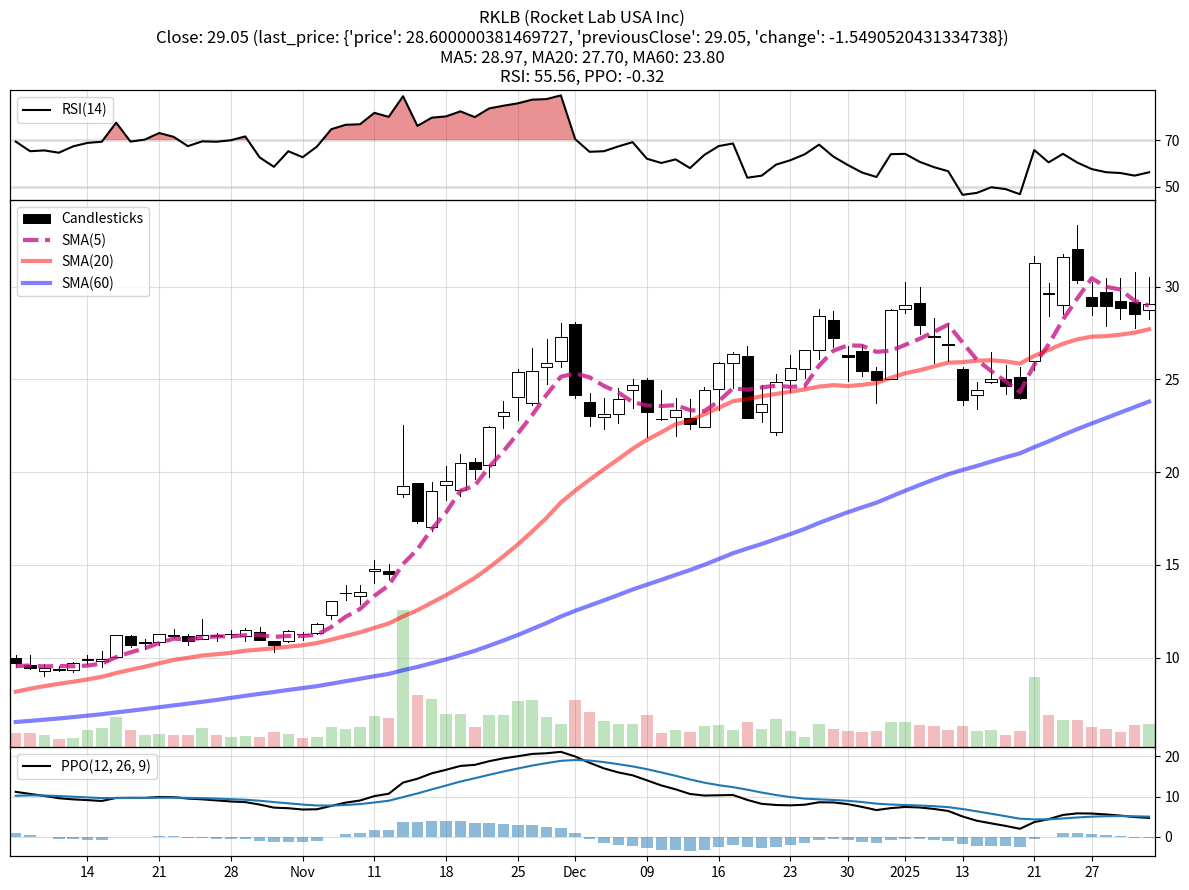 RKLB (Rocket Lab USA Inc)
Close: 29.05 (last_price: {'price': 28.600000381469727, 'previousClose': 29.05, 'change': -1.5490520431334738})
MA5: 28.97, MA20: 27.70, MA60: 23.80
RSI: 55.56, PPO: -0.32
RSI(14)
70
50
Candlesticks
SMA(5)
SMA(20)
SMA(60)
30
25
20
15
10
PPO(12, 26, 9)
20
10
0
14 21 28 Nov 11 18 25 Dec 09 16 23 30 2025 13 21 27